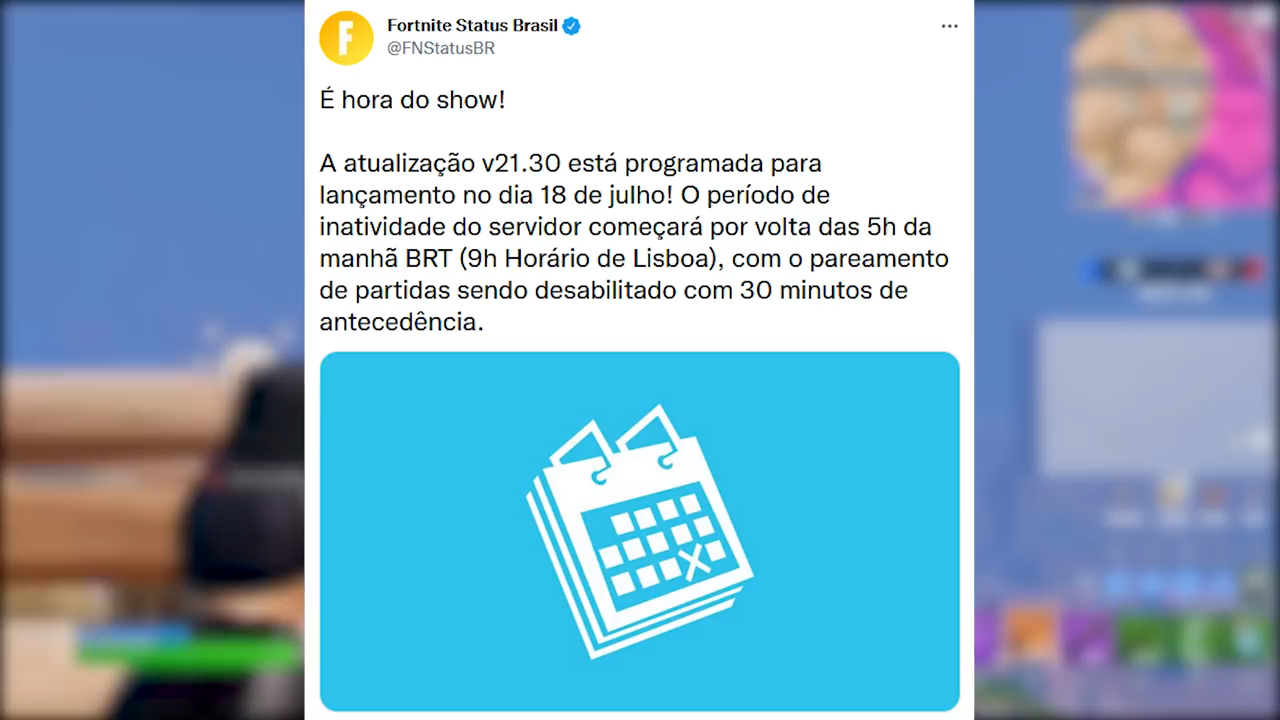 Fortnite Status Brasil
@FNStatusBR
É hora do show!
A atualização v21.30 está programada para
lançamento no dia 18 de julho! O período de
inatividade do servidor começará por volta das 5h da
manhã BRT (9h Horário de Lisboa), com o pareamento
de partidas sendo desabilitado com 30 minutos de
antecedência.